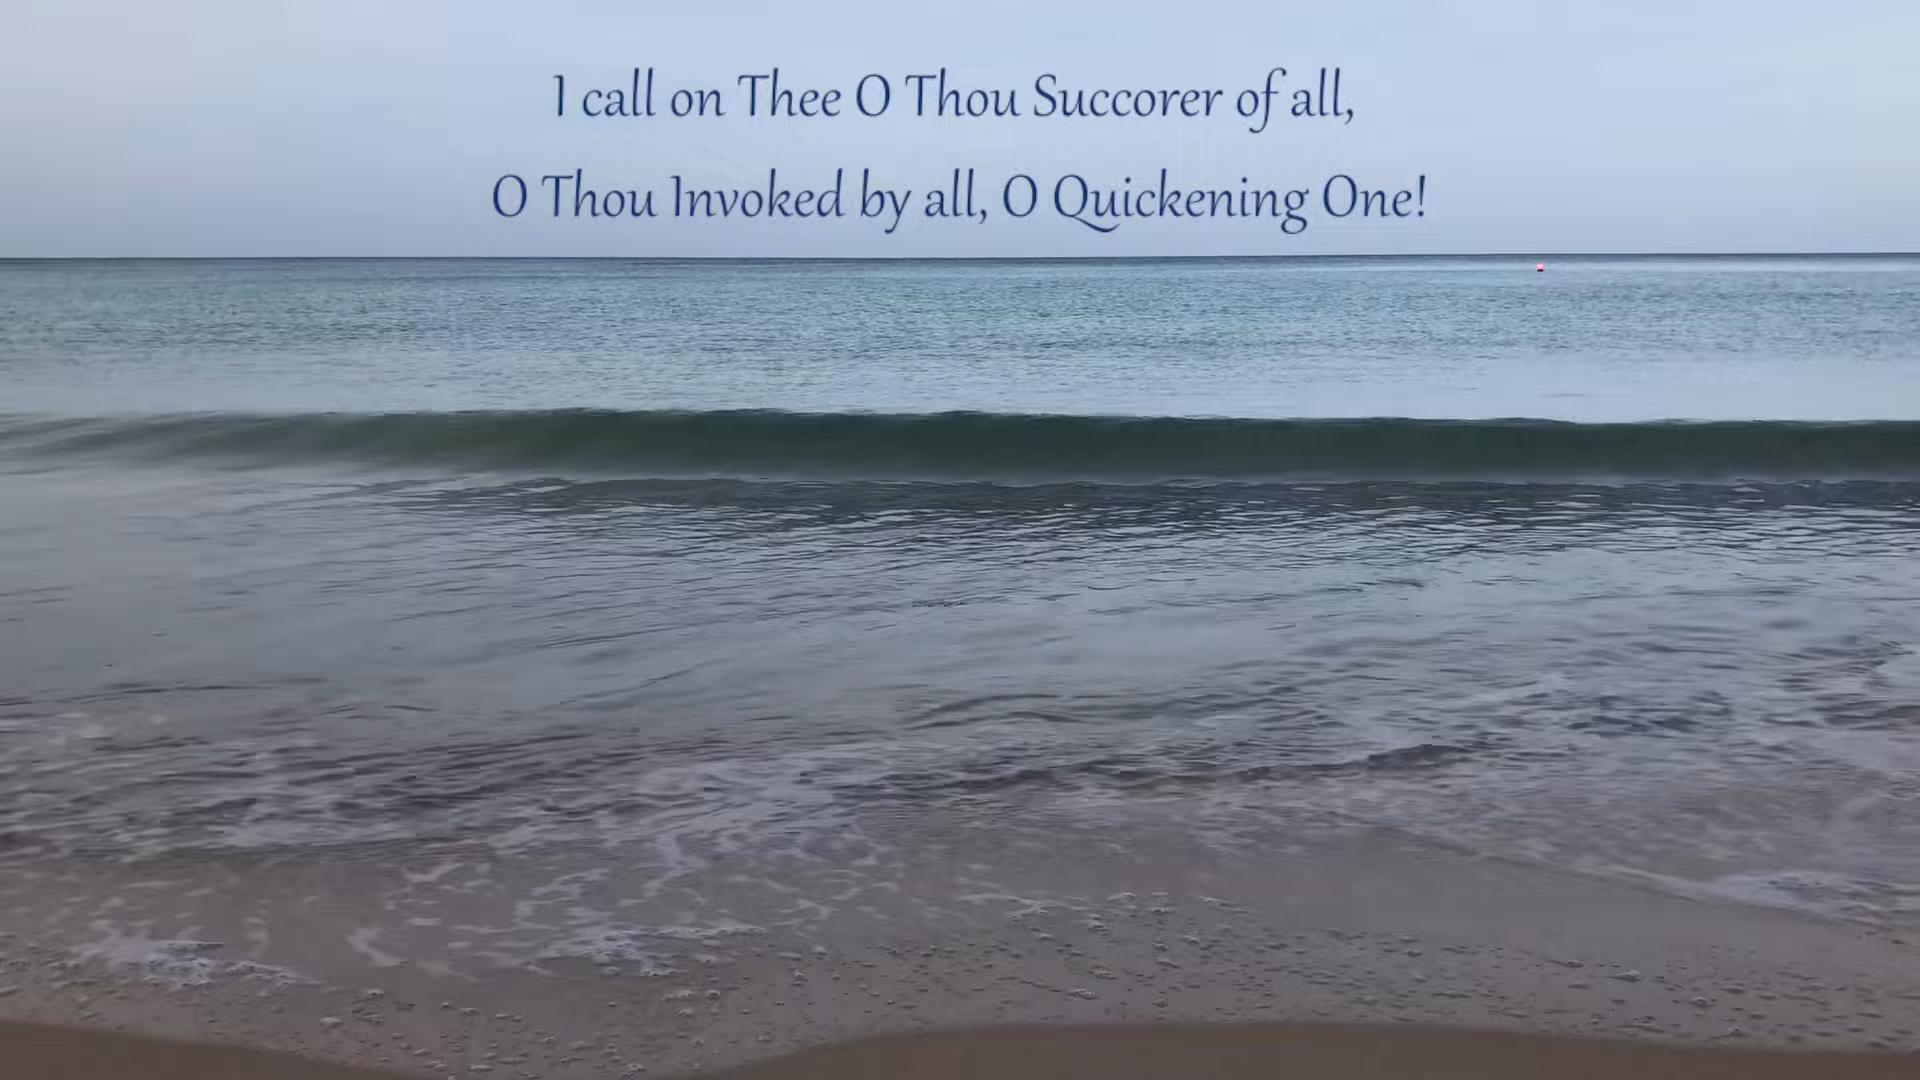 I call on Thee O Thou Succorer of all,
O Thou Invoked by all, O Quickening One!